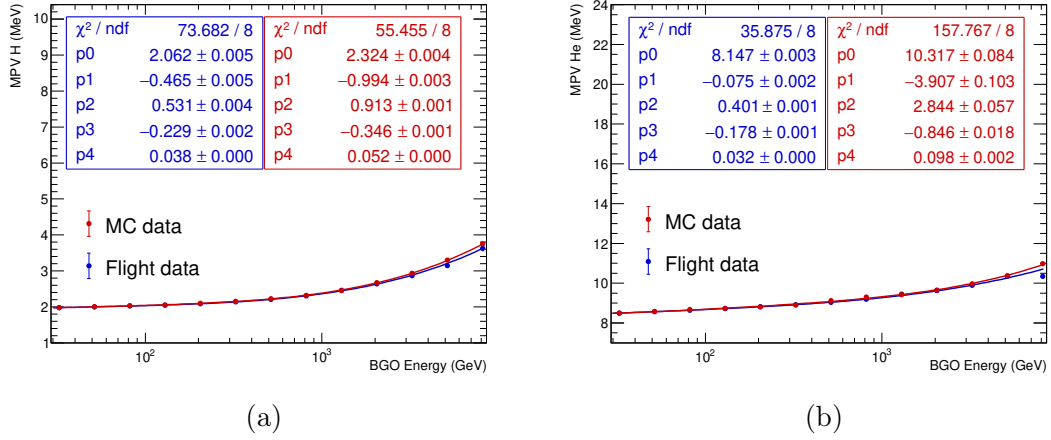 MPV H (MeV)
10
9
8
7
6
5
4
3
2
1
χ² / ndf 73.682 / 8
p0 2.062 ± 0.005
p1 −0.465 ± 0.005
p2 0.531 ± 0.004
p3 −0.229 ± 0.002
p4 0.038 ± 0.000
χ² / ndf 55.455 / 8
p0 2.324 ± 0.004
p1 −0.994 ± 0.003
p2 0.913 ± 0.001
p3 −0.346 ± 0.001
p4 0.052 ± 0.000
MC data
Flight data
10²
10³
BGO Energy (GeV)
(a)
MPV He (MeV)
24
22
20
18
16
14
12
10
8
χ² / ndf 35.875 / 8
p0 8.147 ± 0.003
p1 −0.075 ± 0.002
p2 0.401 ± 0.001
p3 −0.178 ± 0.001
p4 0.032 ± 0.000
χ² / ndf 157.767 / 8
p0 10.317 ± 0.084
p1 −3.907 ± 0.103
p2 2.844 ± 0.057
p3 −0.846 ± 0.018
p4 0.098 ± 0.002
MC data
Flight data
10²
10³
BGO Energy (GeV)
(b)